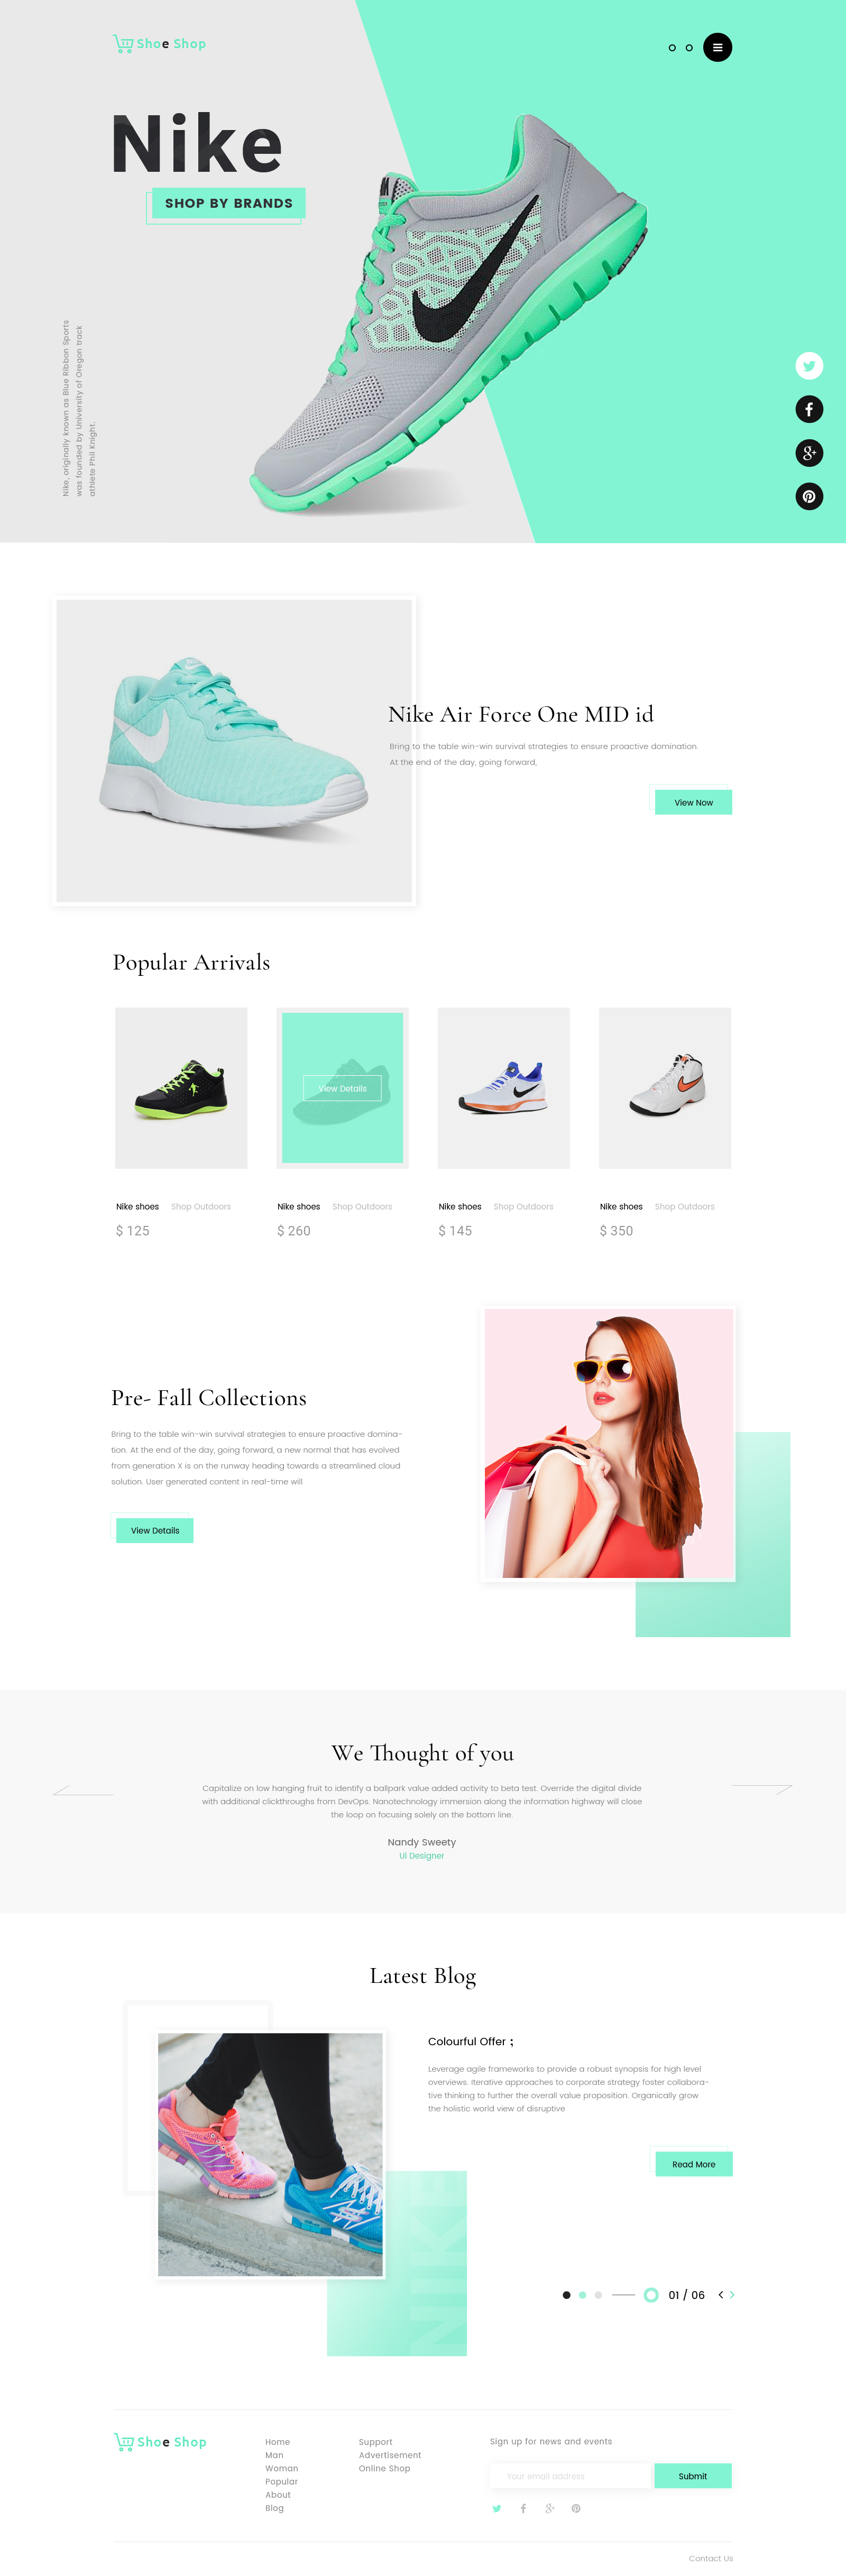 Shoe Shop
Nike
SHOP BY BRANDS
Nike, originally known as Blue Ribbon Sports
was founded by University of Oregon track
athlete Phil Knight.
Nike Air Force One MID id
Bring to the table win-win survival strategies to ensure proactive domination.
At the end of the day, going forward,
View Now
Popular Arrivals
View Details
Nike shoes Shop Outdoors
$ 125
Nike shoes Shop Outdoors
$ 260
Nike shoes Shop Outdoors
$ 145
Nike shoes Shop Outdoors
$ 350
Pre- Fall Collections
Bring to the table win-win survival strategies to ensure proactive domina-
tion. At the end of the day, going forward, a new normal that has evolved
from generation X is on the runway heading towards a streamlined cloud
solution. User generated content in real-time will
View Details
We Thought of you
Capitalize on low hanging fruit to identify a ballpark value added activity to beta test. Override the digital divide
with additional clickthroughs from DevOps. Nanotechnology immersion along the information highway will close
the loop on focusing solely on the bottom line.
Nandy Sweety
Ui Designer
Latest Blog
Colourful Offer ;
Leverage agile frameworks to provide a robust synopsis for high level
overviews. Iterative approaches to corporate strategy foster collabora-
tive thinking to further the overall value proposition. Organically grow
the holistic world view of disruptive
Read More
NIKE
01 / 06
Shoe Shop
Home
Man
Woman
Popular
About
Blog
Support
Advertisement
Online Shop
Sign up for news and events
Your email address
Submit
Contact Us